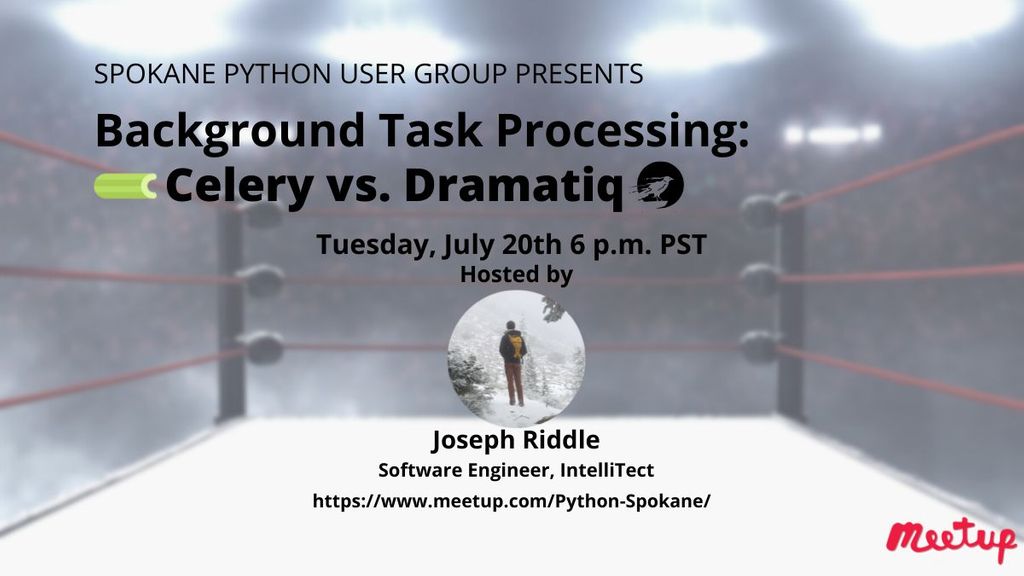 SPOKANE PYTHON USER GROUP PRESENTS
Background Task Processing:
Celery vs. Dramatiq
Tuesday, July 20th 6 p.m. PST
Hosted by
Joseph Riddle
Software Engineer, IntelliTect
https://www.meetup.com/Python-Spokane/
meetup